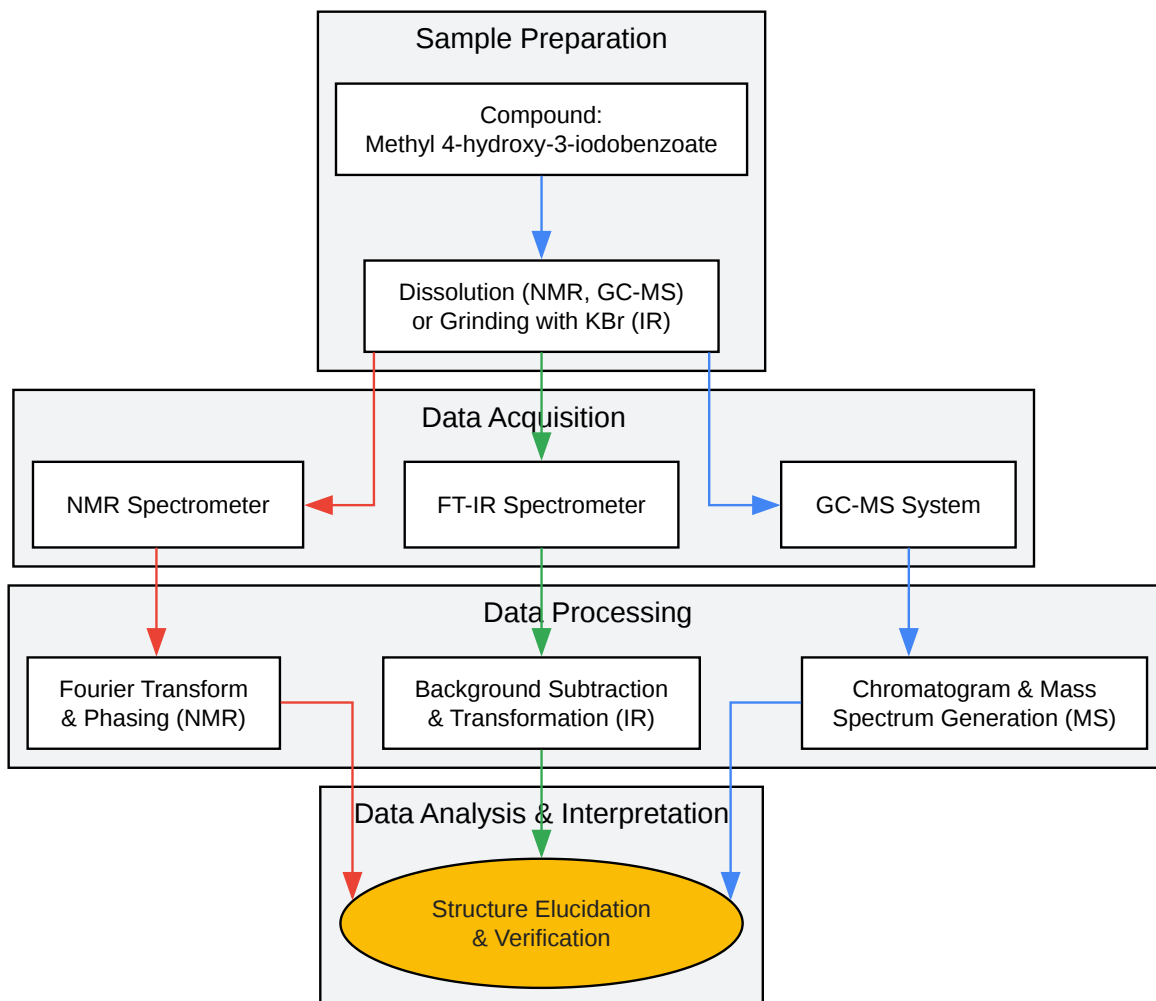 Sample Preparation
Compound:
Methyl 4-hydroxy-3-iodobenzoate
Dissolution (NMR, GC-MS)
or Grinding with KBr (IR)
Data Acquisition
NMR Spectrometer
FT-IR Spectrometer
GC-MS System
Data Processing
Fourier Transform
& Phasing (NMR)
Background Subtraction
& Transformation (IR)
Chromatogram & Mass
Spectrum Generation (MS)
Data Analysis & Interpretation
Structure Elucidation
& Verification